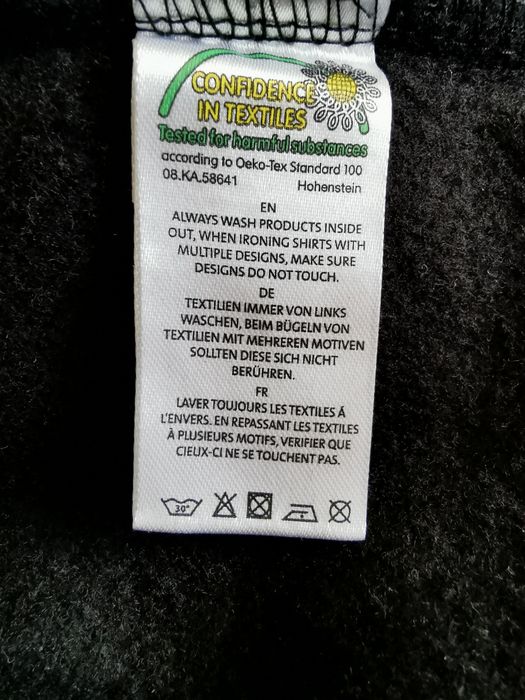 CONFIDENCE
IN TEXTILES
Tested for harmful substances
according to Oeko-Tex Standard 100
08.KA.58641 Hohenstein
EN
ALWAYS WASH PRODUCTS INSIDE
OUT, WHEN IRONING SHIRTS WITH
MULTIPLE DESIGNS, MAKE SURE
DESIGNS DO NOT TOUCH.
DE
TEXTILIEN IMMER VON LINKS
WASCHEN, BEIM BÜGELN VON
TEXTILIEN MIT MEHREREN MOTIVEN
SOLLTEN DIESE SICH NICHT
BERÜHREN.
FR
LAVER TOUJOURS LES TEXTILES Á
L'ENVERS. EN REPASSANT LES TEXTILES
À PLUSIEURS MOTIFS, VERIFIER QUE
CIEUX-CI NE SE TOUCHENT PAS.
30°